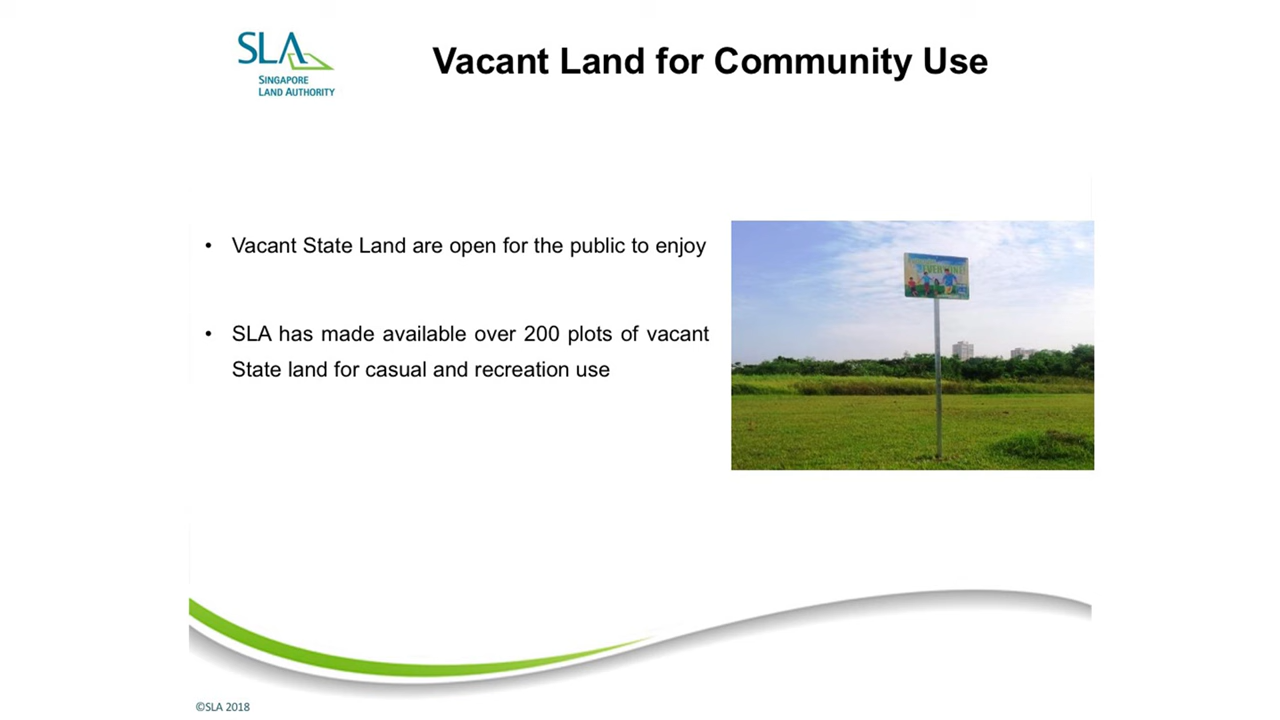 SLA
SINGAPORE
LAND AUTHORITY
Vacant Land for Community Use
• Vacant State Land are open for the public to enjoy
• SLA has made available over 200 plots of vacant
State land for casual and recreation use
©SLA 2018